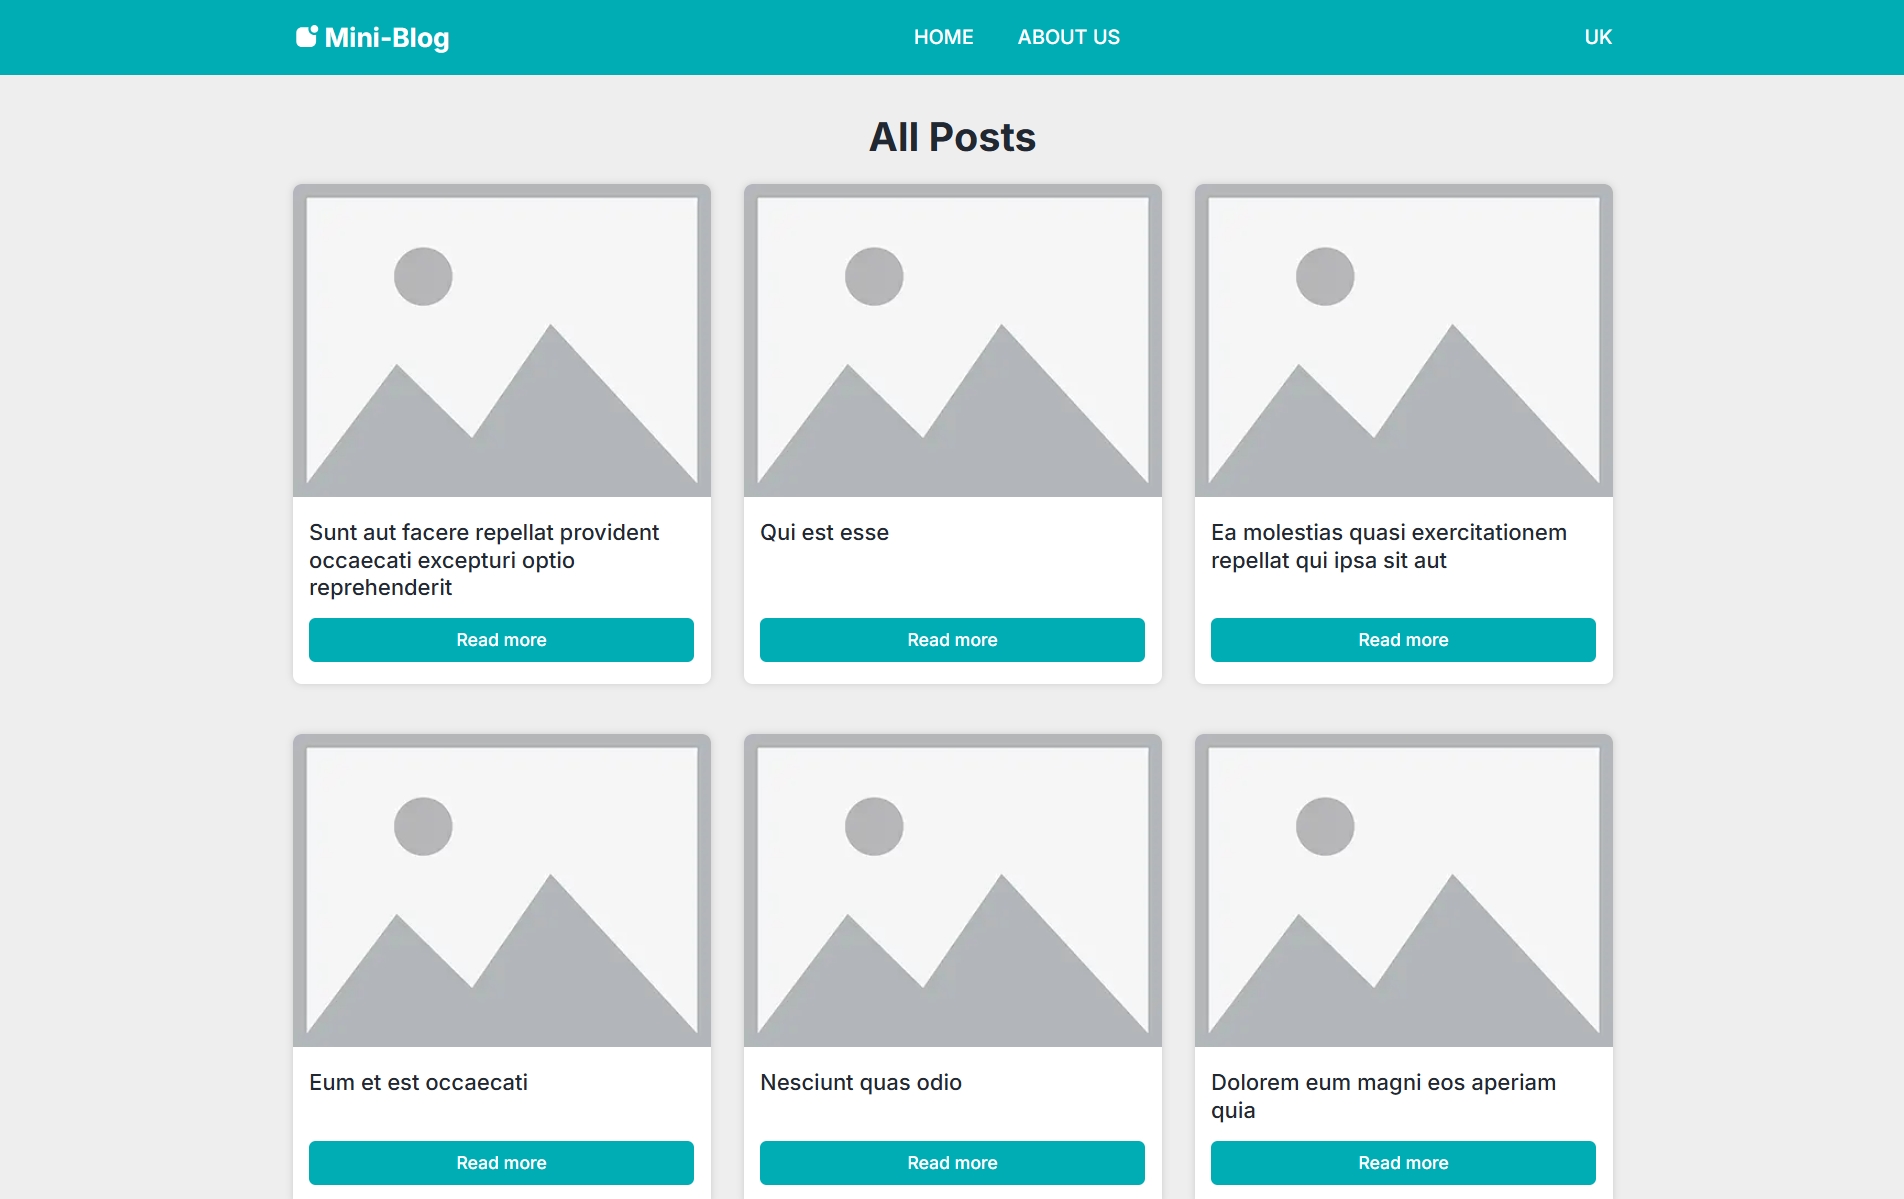 Mini-Blog
HOME
ABOUT US
UK
All Posts
Sunt aut facere repellat provident
occaecati excepturi optio
reprehenderit
Read more
Qui est esse
Read more
Ea molestias quasi exercitationem
repellat qui ipsa sit aut
Read more
Eum et est occaecati
Read more
Nesciunt quas odio
Read more
Dolorem eum magni eos aperiam
quia
Read more